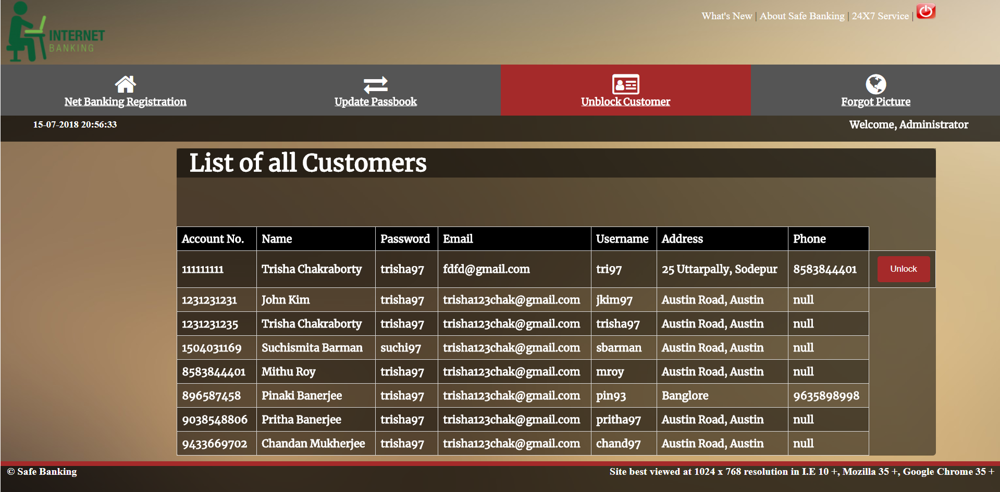 INTERNET
BANKING
What's New | About Safe Banking | 24X7 Service |
Net Banking Registration
Update Passbook
Unblock Customer
Forgot Picture
15-07-2018 20:56:33
Welcome, Administrator
List of all Customers
Account No. Name Password Email Username Address Phone
111111111 Trisha Chakraborty trisha97 fdfd@gmail.com tri97 25 Uttarpally, Sodepur 8583844401 Unlock
1231231231 John Kim trisha97 trisha123chak@gmail.com jkim97 Austin Road, Austin null
1231231235 Trisha Chakraborty trisha97 trisha123chak@gmail.com trisha97 Austin Road, Austin null
1504031169 Suchismita Barman suchi97 trisha123chak@gmail.com sbarman Austin Road, Austin null
8583844401 Mithu Roy trisha97 trisha123chak@gmail.com mroy Austin Road, Austin null
896587458 Pinaki Banerjee trisha97 trisha123chak@gmail.com pin93 Banglore 9635898998
9038548806 Pritha Banerjee trisha97 trisha123chak@gmail.com pritha97 Austin Road, Austin null
9433669702 Chandan Mukherjee trisha97 trisha123chak@gmail.com chand97 Austin Road, Austin null
© Safe Banking
Site best viewed at 1024 x 768 resolution in I.E 10 +, Mozilla 35 +, Google Chrome 35 +